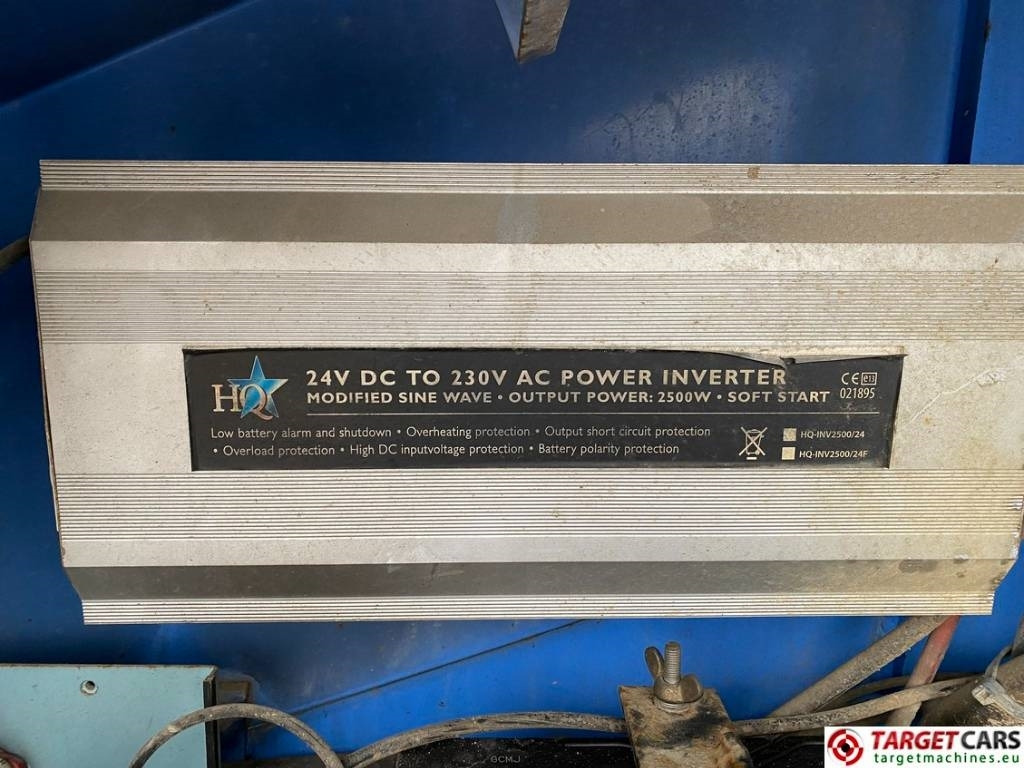 HQ
24V DC TO 230V AC POWER INVERTER
MODIFIED SINE WAVE • OUTPUT POWER: 2500W • SOFT START
CE e13
021895
Low battery alarm and shutdown • Overheating protection • Output short circuit protection
• Overload protection • High DC inputvoltage protection • Battery polarity protection
HQ-INV2500/24
HQ-INV2500/24F
TARGETCARS
targetmachines.eu